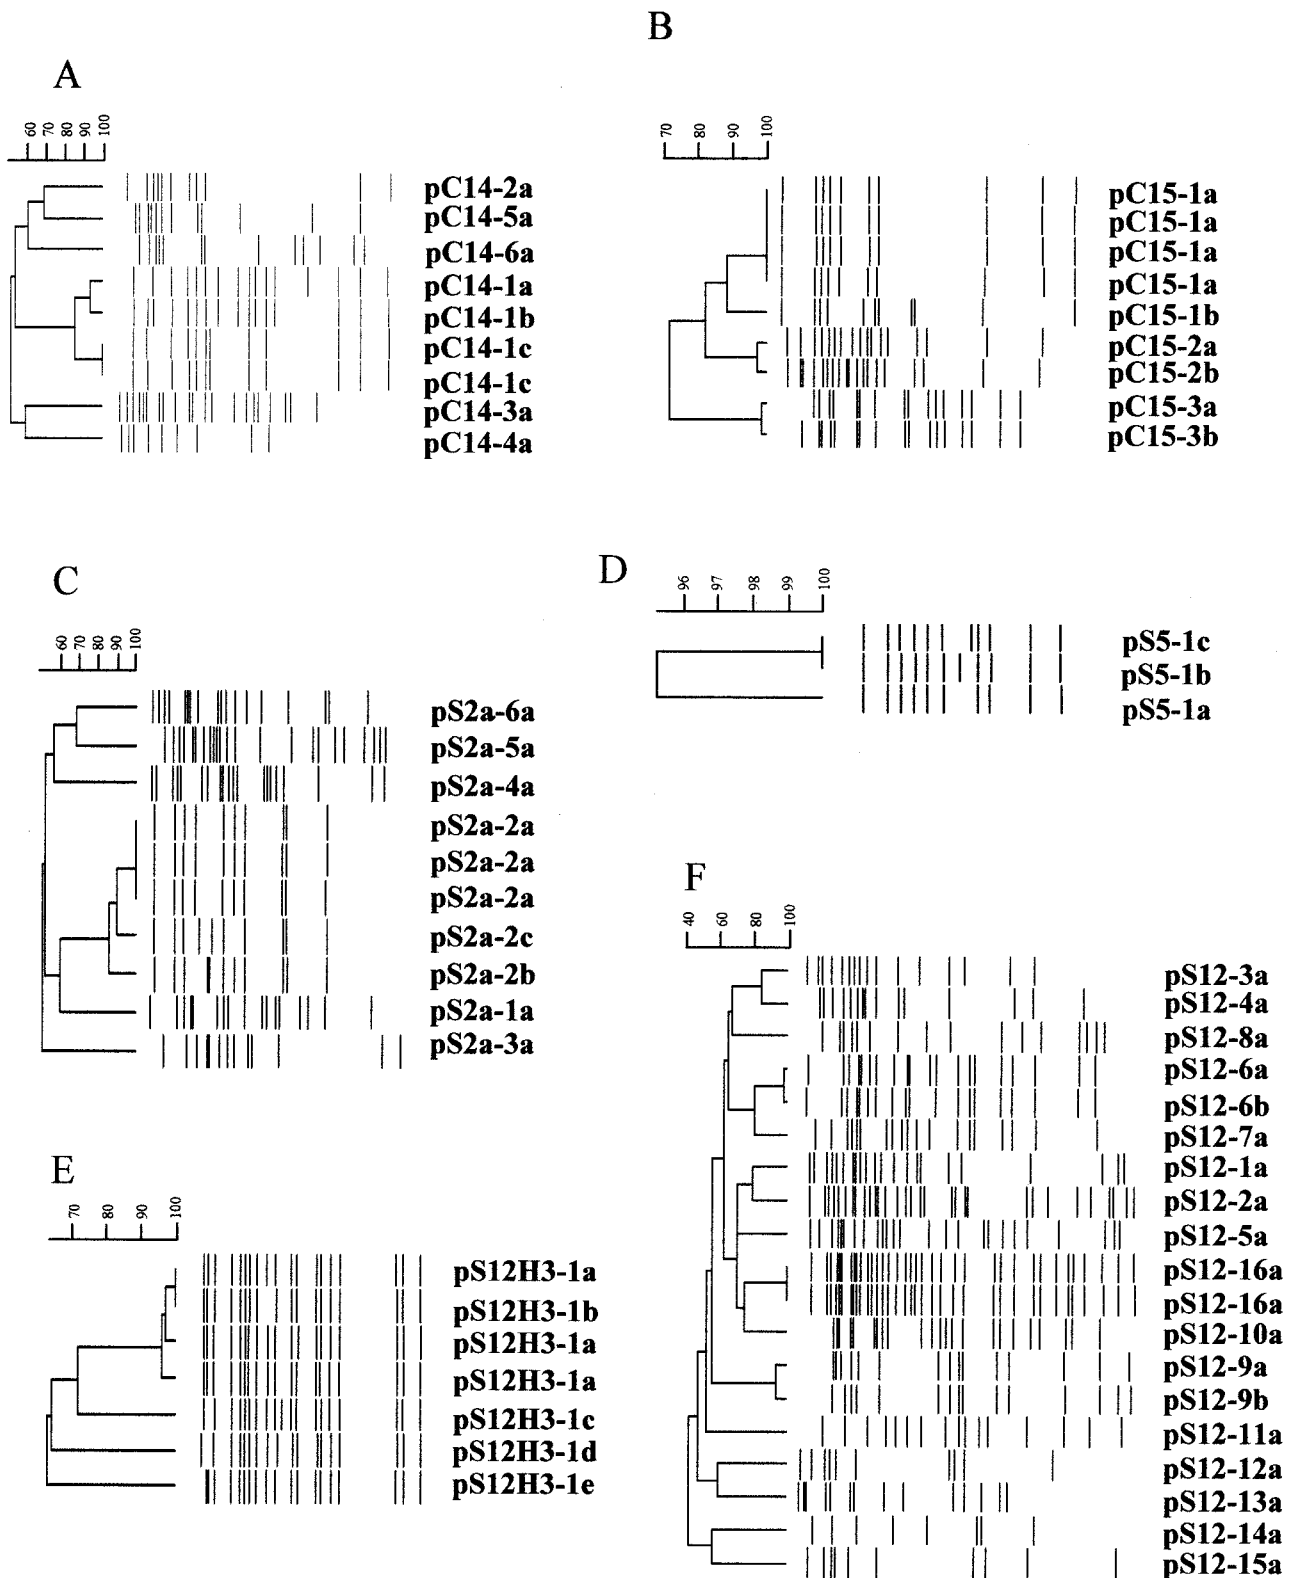 A
60 70 80 90 100
pC14-2a
pC14-5a
pC14-6a
pC14-1a
pC14-1b
pC14-1c
pC14-1c
pC14-3a
pC14-4a
B
70 80 90 100
pC15-1a
pC15-1a
pC15-1a
pC15-1a
pC15-1b
pC15-2a
pC15-2b
pC15-3a
pC15-3b
C
60 70 80 90 100
pS2a-6a
pS2a-5a
pS2a-4a
pS2a-2a
pS2a-2a
pS2a-2a
pS2a-2c
pS2a-2b
pS2a-1a
pS2a-3a
D
96 97 98 99 100
pS5-1c
pS5-1b
pS5-1a
E
70 80 90 100
pS12H3-1a
pS12H3-1b
pS12H3-1a
pS12H3-1a
pS12H3-1c
pS12H3-1d
pS12H3-1e
F
40 60 80 100
pS12-3a
pS12-4a
pS12-8a
pS12-6a
pS12-6b
pS12-7a
pS12-1a
pS12-2a
pS12-5a
pS12-16a
pS12-16a
pS12-10a
pS12-9a
pS12-9b
pS12-11a
pS12-12a
pS12-13a
pS12-14a
pS12-15a